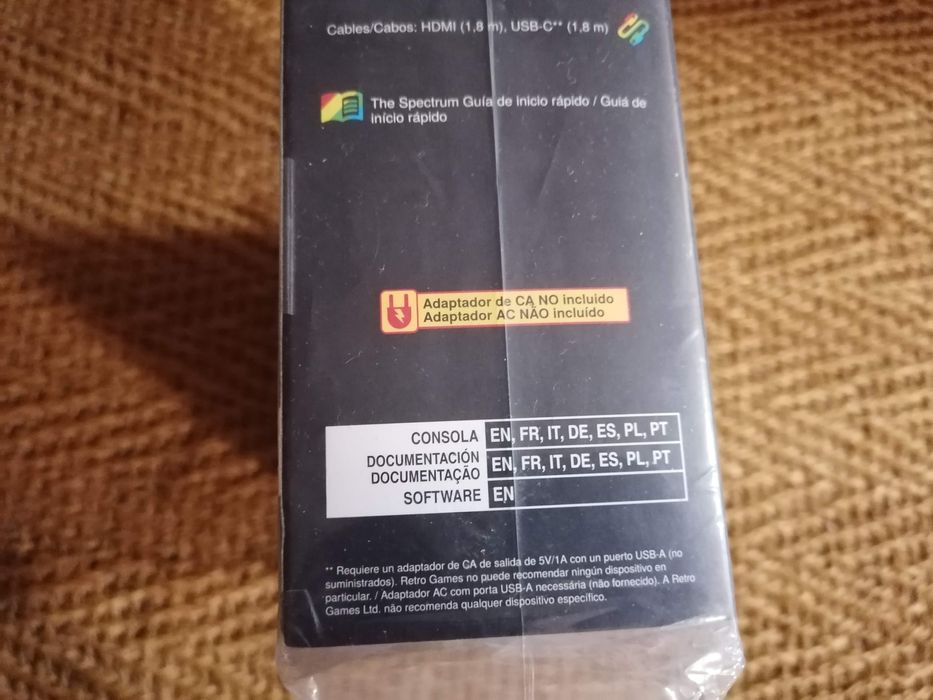 Cables/Cabos: HDMI (1,8 m), USB-C** (1,8 m)
The Spectrum Guía de inicio rápido / Guiá de
início rápido
Adaptador de CA NO incluido
Adaptador AC NÃO incluído
CONSOLA EN, FR, IT, DE, ES, PL, PT
DOCUMENTACIÓN
DOCUMENTAÇÃO EN, FR, IT, DE, ES, PL, PT
SOFTWARE EN
** Requiere un adaptador de CA de salida de 5V/1A con un puerto USB-A (no
suministrados). Retro Games no puede recomendar ningún dispositivo en
particular. / Adaptador AC com porta USB-A necessária (não fornecido). A Retro
Games Ltd. não recomenda qualquer dispositivo específico.